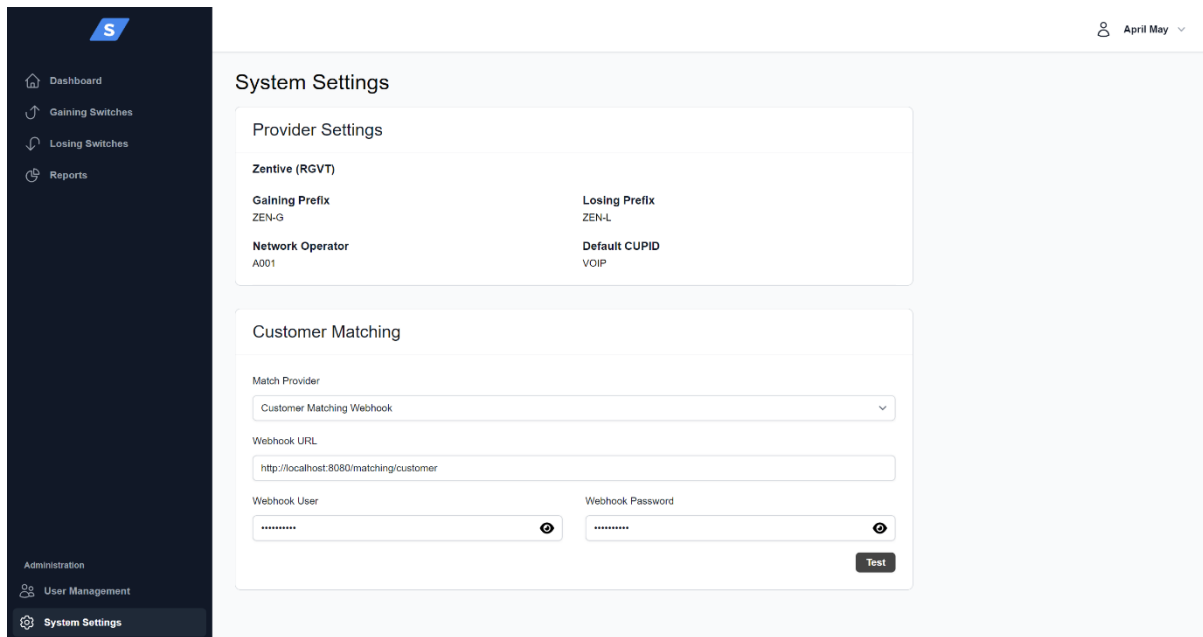 S
April May
Dashboard
Gaining Switches
Losing Switches
Reports
Administration
User Management
System Settings
System Settings
Provider Settings
Zentive (RGVT)
Gaining Prefix
Losing Prefix
ZEN-G
ZEN-L
Network Operator
Default CUPID
A001
VOIP
Customer Matching
Match Provider
Customer Matching Webhook
Webhook URL
http://localhost:8080/matching/customer
Webhook User
Webhook Password
••••••••••
••••••••••
Test